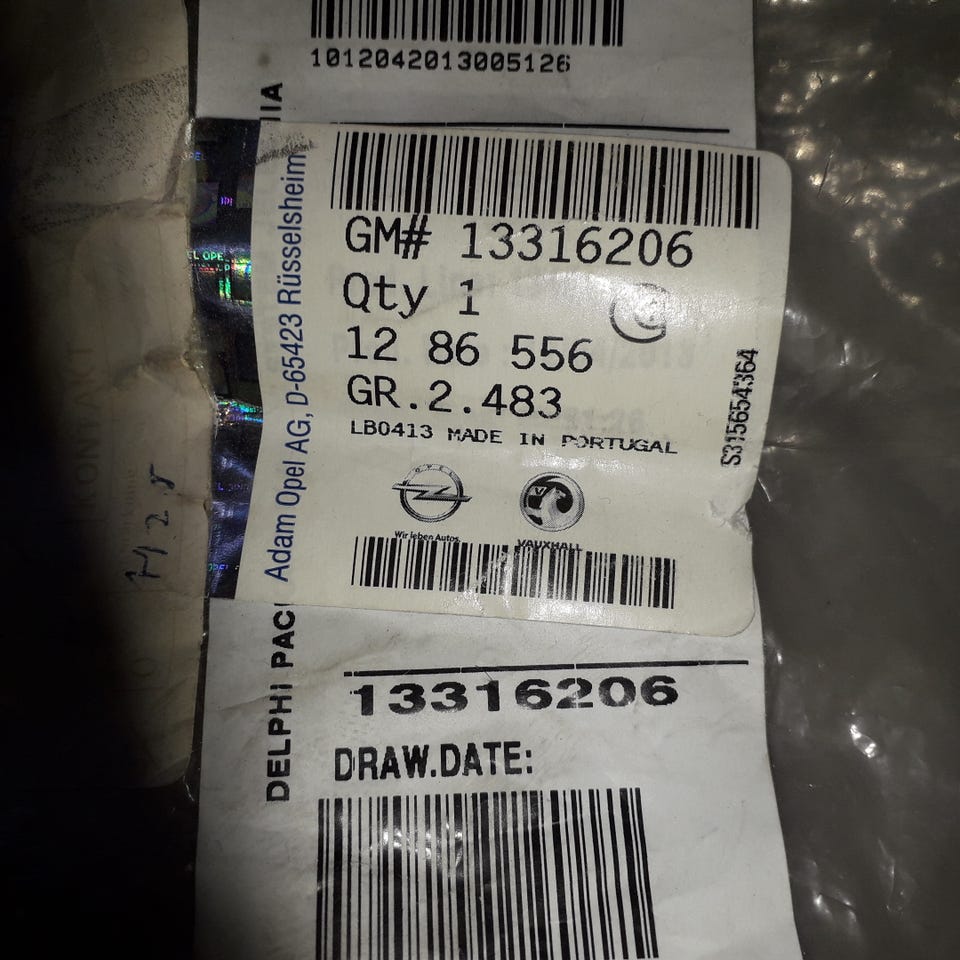 1012042013005126
GM# 13316206
Qty 1
12 86 556
GR.2.483
LB0413 MADE IN PORTUGAL
OPEL
Wir leben Autos.
VAUXHALL
S315654364
Adam Opel AG, D-65423 Rüsselsheim
DELPHI PAC
13316206
DRAW.DATE: